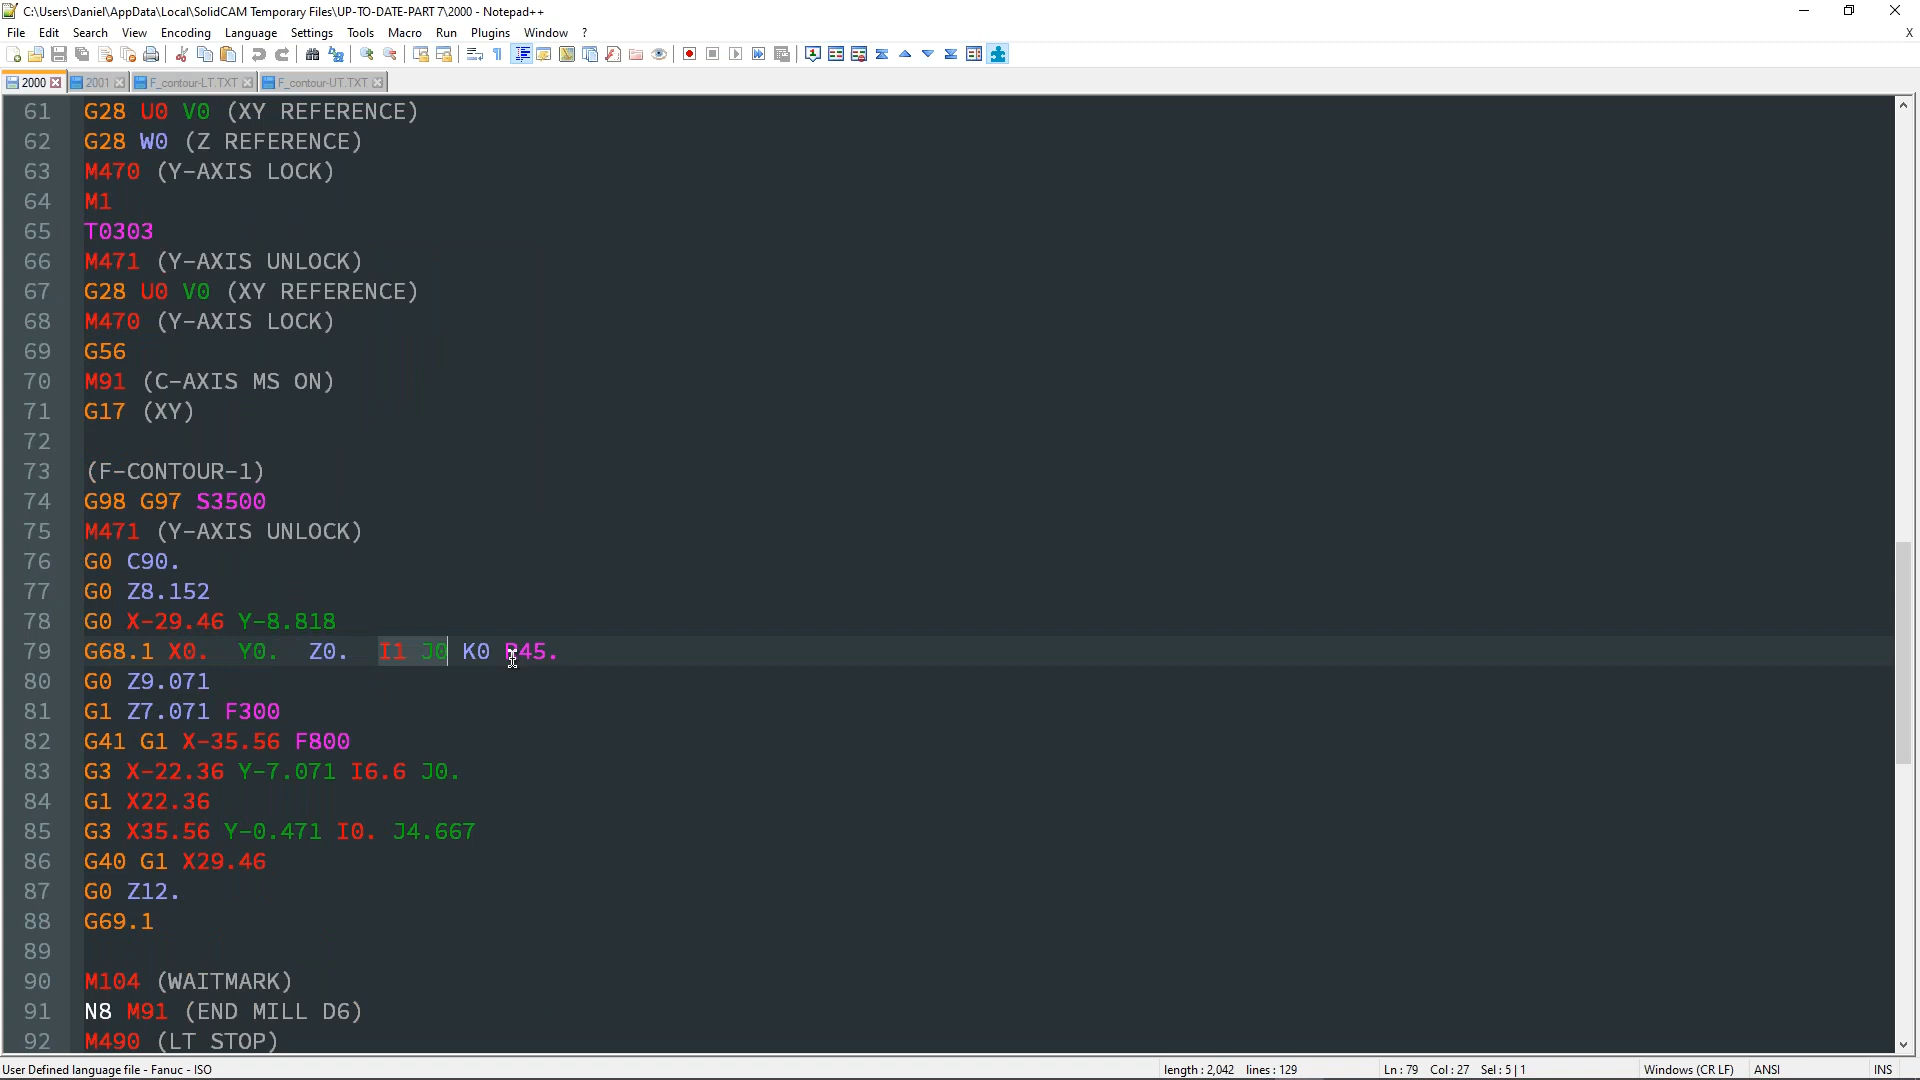 C:\Users\Daniel\AppData\Local\SolidCAM Temporary Files\UP-TO-DATE-PART 7\2000 - Notepad++
File Edit Search View Encoding Language Settings Tools Macro Run Plugins Window ? X
2000 2001 F_contour-LT.TXT F_contour-UT.TXT
61 G28 U0 V0 (XY REFERENCE)
62 G28 W0 (Z REFERENCE)
63 M470 (Y-AXIS LOCK)
64 M1
65 T0303
66 M471 (Y-AXIS UNLOCK)
67 G28 U0 V0 (XY REFERENCE)
68 M470 (Y-AXIS LOCK)
69 G56
70 M91 (C-AXIS MS ON)
71 G17 (XY)
72
73 (F-CONTOUR-1)
74 G98 G97 S3500
75 M471 (Y-AXIS UNLOCK)
76 G0 C90.
77 G0 Z8.152
78 G0 X-29.46 Y-8.818
79 G68.1 X0. Y0. Z0. I1 J0 K0 R45.
80 G0 Z9.071
81 G1 Z7.071 F300
82 G41 G1 X-35.56 F800
83 G3 X-22.36 Y-7.071 I6.6 J0.
84 G1 X22.36
85 G3 X35.56 Y-0.471 I0. J4.667
86 G40 G1 X29.46
87 G0 Z12.
88 G69.1
89
90 M104 (WAITMARK)
91 N8 M91 (END MILL D6)
92 M490 (LT STOP)
User Defined language file - Fanuc - ISO length : 2,042 lines : 129 Ln : 79 Col : 27 Sel : 5 | 1 Windows (CR LF) ANSI INS